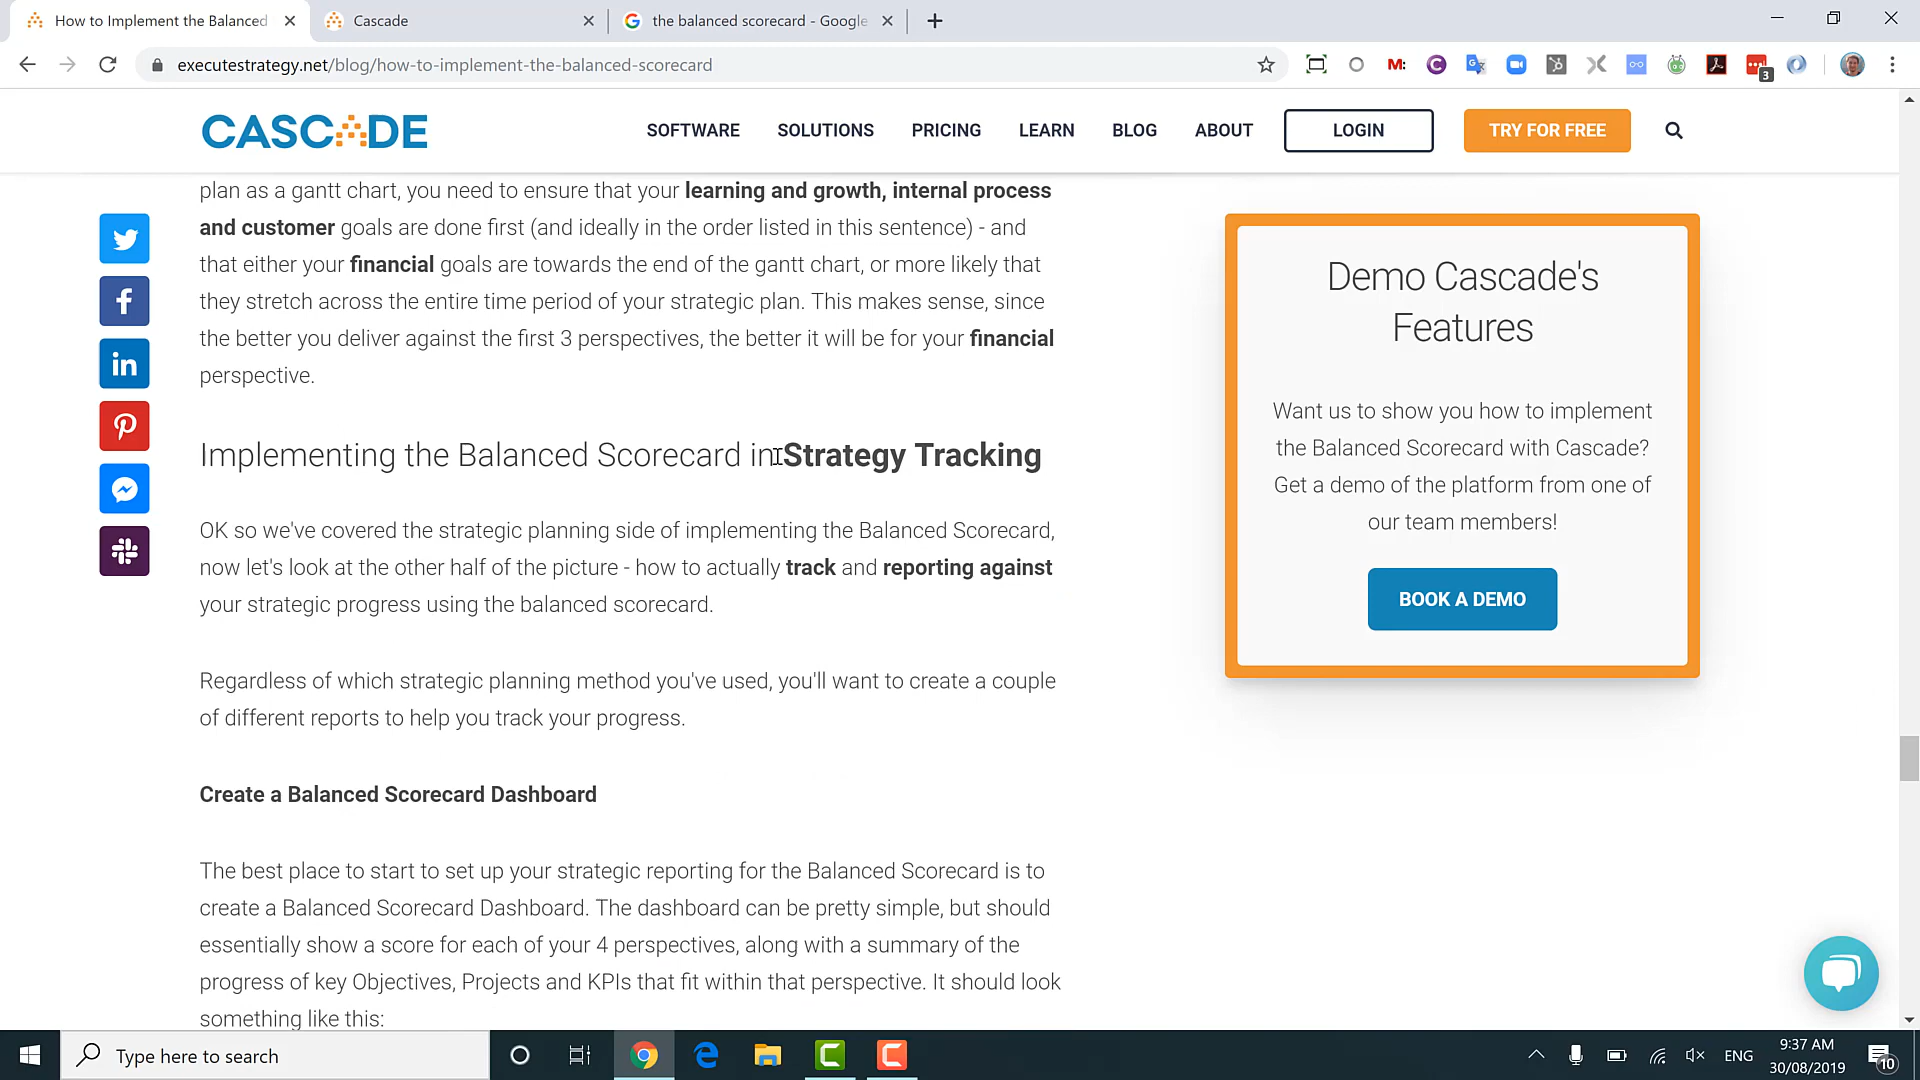 How to Implement the Balanced
Cascade
the balanced scorecard - Google
executestrategy.net/blog/how-to-implement-the-balanced-scorecard
M:
3
CASCADE
SOFTWARE
SOLUTIONS
PRICING
LEARN
BLOG
ABOUT
LOGIN
TRY FOR FREE
plan as a gantt chart, you need to ensure that your learning and growth, internal process
and customer goals are done first (and ideally in the order listed in this sentence) - and
that either your financial goals are towards the end of the gantt chart, or more likely that
they stretch across the entire time period of your strategic plan. This makes sense, since
the better you deliver against the first 3 perspectives, the better it will be for your financial
perspective.
Implementing the Balanced Scorecard in Strategy Tracking
OK so we've covered the strategic planning side of implementing the Balanced Scorecard,
now let's look at the other half of the picture - how to actually track and reporting against
your strategic progress using the balanced scorecard.
Regardless of which strategic planning method you've used, you'll want to create a couple
of different reports to help you track your progress.
Create a Balanced Scorecard Dashboard
The best place to start to set up your strategic reporting for the Balanced Scorecard is to
create a Balanced Scorecard Dashboard. The dashboard can be pretty simple, but should
essentially show a score for each of your 4 perspectives, along with a summary of the
progress of key Objectives, Projects and KPIs that fit within that perspective. It should look
something like this:
Demo Cascade's
Features
Want us to show you how to implement
the Balanced Scorecard with Cascade?
Get a demo of the platform from one of
our team members!
BOOK A DEMO
Type here to search
ENG
9:37 AM
30/08/2019
10